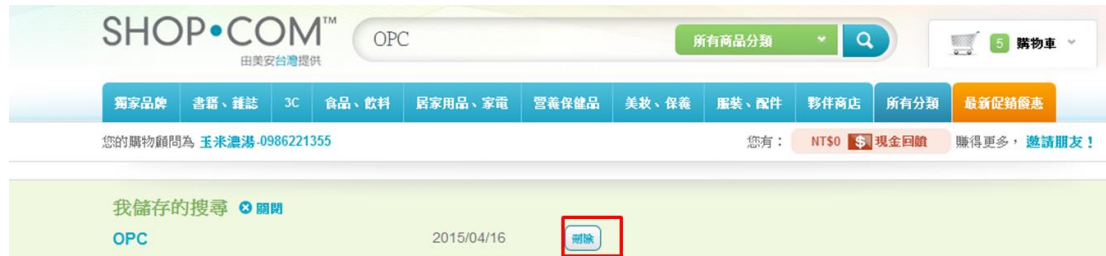 SHOP•COM™
由美安台灣提供
OPC
所有商品分類
5 購物車
獨家品牌 書籍、雜誌 3C 食品、飲料 居家用品、家電 營養保健品 美妝、保養 服裝、配件 夥伴商店 所有分類 最新促銷優惠
您的購物顧問為 玉米濃湯-0986221355 您有： NT$0 $ 現金回饋 賺得更多， 邀請朋友！
我儲存的搜尋 關閉
OPC 2015/04/16 刪除